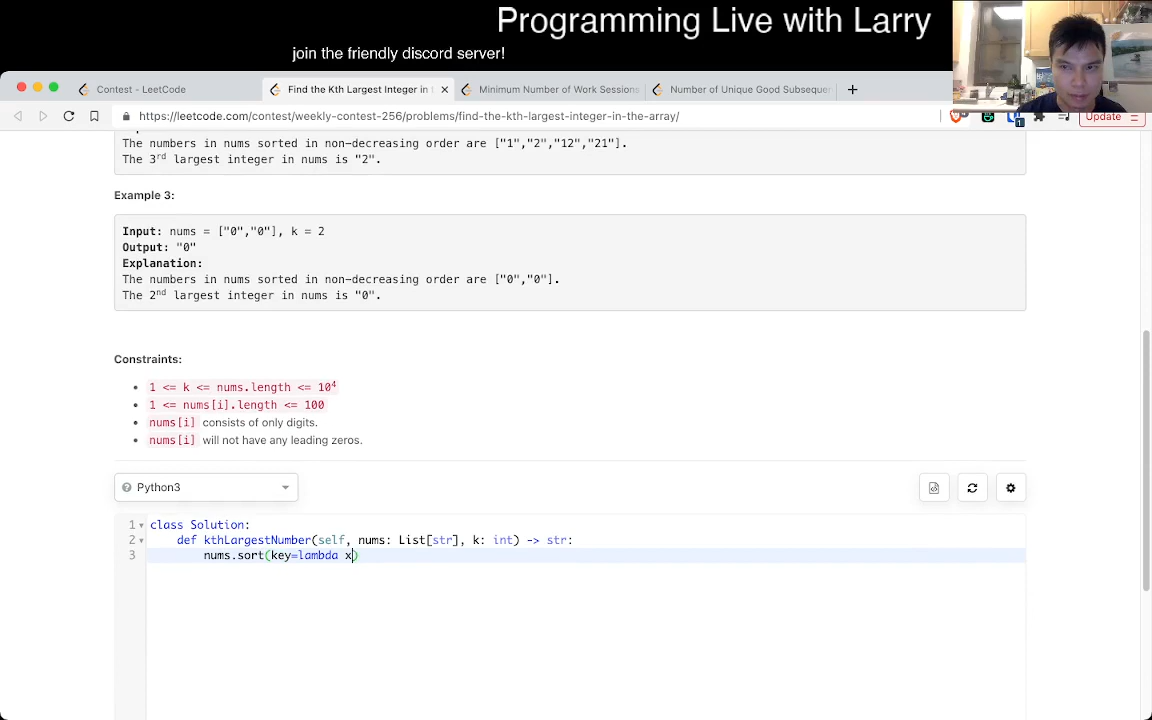 Programming Live with Larry
join the friendly discord server!
Contest - LeetCode
Find the Kth Largest Integer in t
Minimum Number of Work Sessions
Number of Unique Good Subseque
https://leetcode.com/contest/weekly-contest-256/problems/find-the-kth-largest-integer-in-the-array/
1
Update
The numbers in nums sorted in non-decreasing order are ["1","2","12","21"].
The 3rd largest integer in nums is "2".
Example 3:
Input: nums = ["0","0"], k = 2
Output: "0"
Explanation:
The numbers in nums sorted in non-decreasing order are ["0","0"].
The 2nd largest integer in nums is "0".
Constraints:
1 <= k <= nums.length <= 10⁴
1 <= nums[i].length <= 100
nums[i] consists of only digits.
nums[i] will not have any leading zeros.
Python3
1 class Solution:
2 def kthLargestNumber(self, nums: List[str], k: int) -> str:
3 nums.sort(key=lambda x)